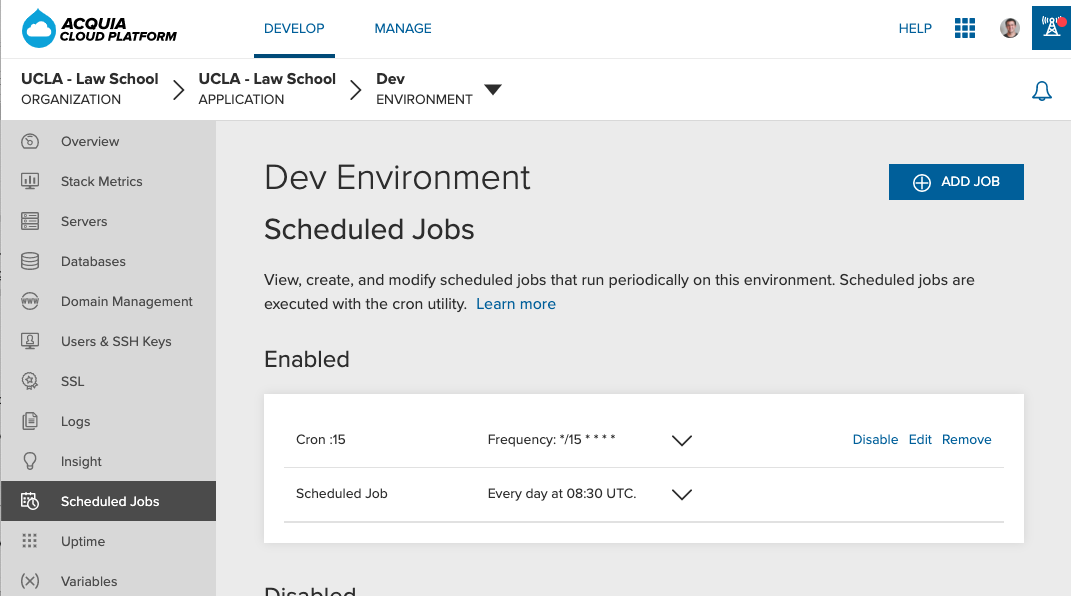 ACQUIA
CLOUD PLATFORM
DEVELOP
MANAGE
HELP
UCLA - Law School
ORGANIZATION
UCLA - Law School
APPLICATION
Dev
ENVIRONMENT
Overview
Stack Metrics
Servers
Databases
Domain Management
Users & SSH Keys
SSL
Logs
Insight
Scheduled Jobs
Uptime
Variables
Dev Environment
ADD JOB
Scheduled Jobs
View, create, and modify scheduled jobs that run periodically on this environment. Scheduled jobs are
executed with the cron utility. Learn more
Enabled
Cron :15 Frequency: */15 * * * * Disable Edit Remove
Scheduled Job Every day at 08:30 UTC.
Disabled